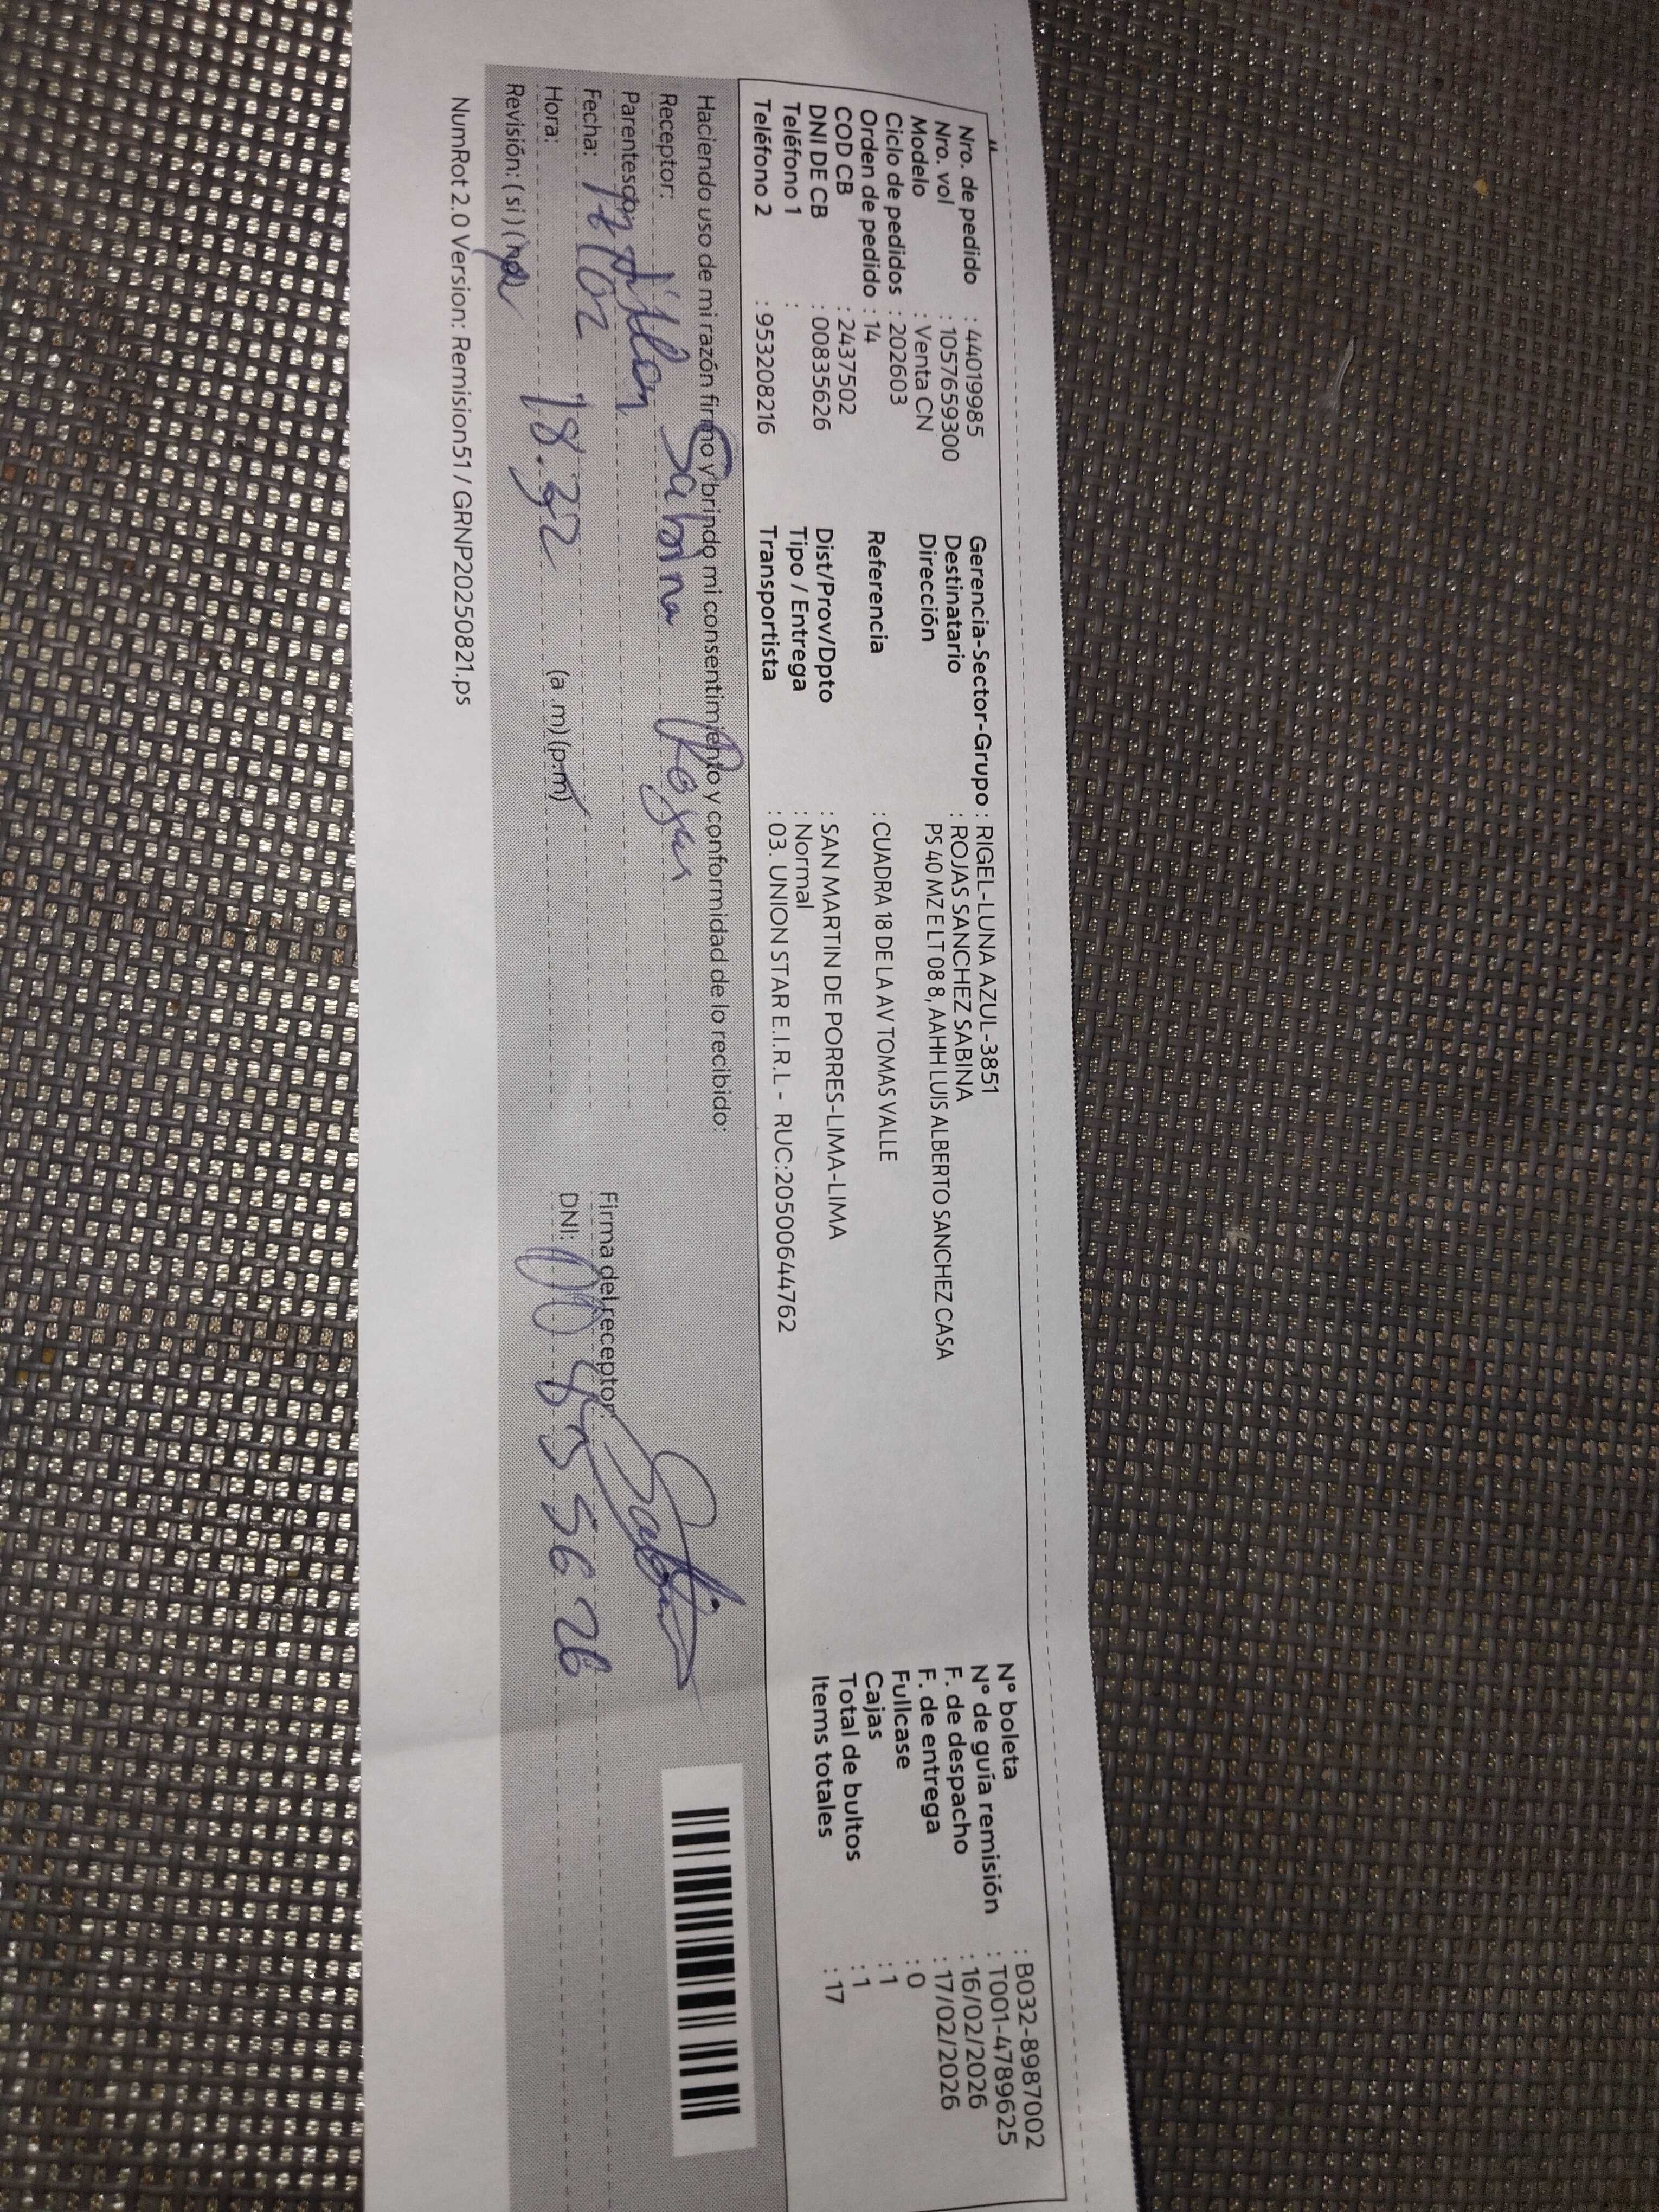 Nro. de pedido : 44019985
Nro. vol : 1057659300
Modelo : Venta CN
Ciclo de pedidos : 202603
Orden de pedido : 14
COD CB : 2437502
DNI DE CB : 00835626
Teléfono 1 :
Teléfono 2 : 953208216
Gerencia-Sector-Grupo : RIGEL-LUNA AZUL-3851
Destinatario : ROJAS SANCHEZ SABINA
Dirección PS 40 MZ E LT 08 8, AAHH LUIS ALBERTO SANCHEZ CASA
Referencia : CUADRA 18 DE LA AV TOMAS VALLE
Dist/Prov/Dpto : SAN MARTIN DE PORRES-LIMA-LIMA
Tipo / Entrega : Normal
Transportista : 03. UNION STAR E.I.R.L - RUC:20500644762
N° boleta : B032-8987002
N° de guía remisión : T001-4789625
F. de despacho : 16/02/2026
F. de entrega : 17/02/2026
Fullcase : 0
Cajas : 1
Total de bultos : 1
Items totales : 17
Haciendo uso de mi razón firmo y brindo mi consentimiento y conformidad de lo recibido:
Receptor: Sabina Rojas
Parentesco:
Fecha: 17/02
Hora: 18:32 (a.m) (p.m)
Revisión: (si) (no)
Firma del receptor: Sabina
DNI: 00835626
NumRot 2.0 Version: Remision51 / GRNP20250821.ps